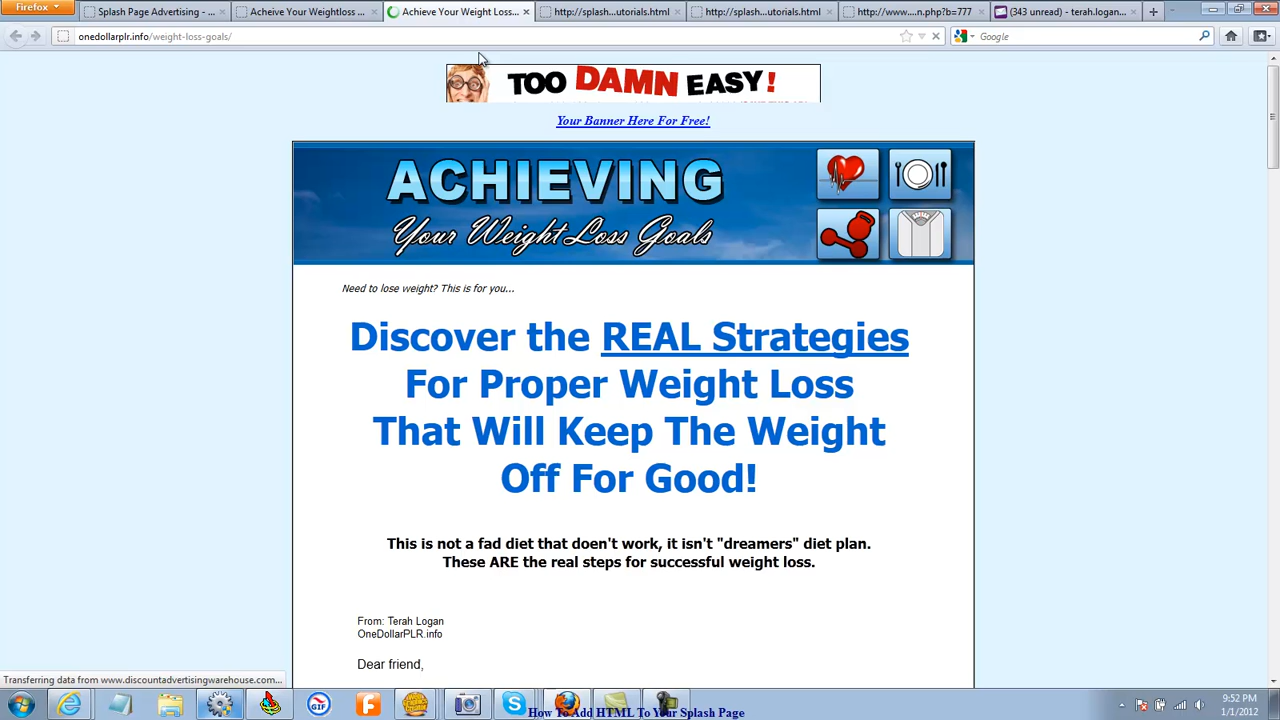 Firefox
Splash Page Advertising - ...
Acheive Your Weightloss ...
Achieve Your Weight Loss...
http://splash...utorials.html
http://splash...utorials.html
http://www....n.php?b=777
(343 unread) - terah.logan...
onedollarplr.info/weight-loss-goals/
Google
TOO DAMN EASY!
Your Banner Here For Free!
ACHIEVING
Your Weight Loss Goals
Need to lose weight? This is for you...
Discover the REAL Strategies
For Proper Weight Loss
That Will Keep The Weight
Off For Good!
This is not a fad diet that doen't work, it isn't "dreamers" diet plan.
These ARE the real steps for successful weight loss.
From: Terah Logan
OneDollarPLR.info
Dear friend,
Transferring data from www.discountadvertisingwarehouse.com...
GIF
9:52 PM
1/1/2012
How To Add HTML To Your Splash Page